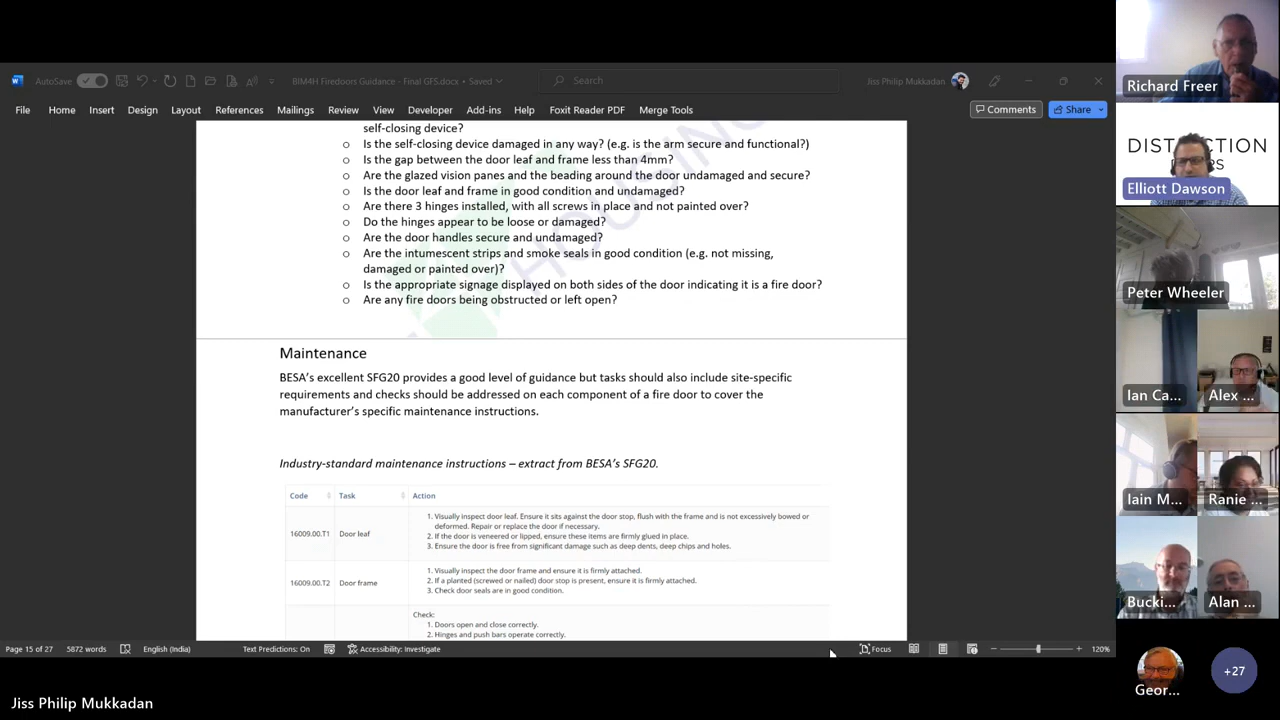 AutoSave
BIM4H Firedoors Guidance - Final GFS.docx • Saved
Search
Jiss Philip Mukkadan
File Home Insert Design Layout References Mailings Review View Developer Add-ins Help Foxit Reader PDF Merge Tools
Comments
Share
self-closing device?
o Is the self-closing device damaged in any way? (e.g. is the arm secure and functional?)
o Is the gap between the door leaf and frame less than 4mm?
o Are the glazed vision panes and the beading around the door undamaged and secure?
o Is the door leaf and frame in good condition and undamaged?
o Are there 3 hinges installed, with all screws in place and not painted over?
o Do the hinges appear to be loose or damaged?
o Are the door handles secure and undamaged?
o Are the intumescent strips and smoke seals in good condition (e.g. not missing,
damaged or painted over)?
o Is the appropriate signage displayed on both sides of the door indicating it is a fire door?
o Are any fire doors being obstructed or left open?
HOUSING
Maintenance
BESA's excellent SFG20 provides a good level of guidance but tasks should also include site-specific
requirements and checks should be addressed on each component of a fire door to cover the
manufacturer's specific maintenance instructions.
Industry-standard maintenance instructions – extract from BESA's SFG20.
Code Task Action
16009.00.T1 Door leaf
1. Visually inspect door leaf. Ensure it sits against the door stop, flush with the frame and is not excessively bowed or
deformed. Repair or replace the door if necessary.
2. If the door is veneered or lipped, ensure these items are firmly glued in place.
3. Ensure the door is free from significant damage such as deep dents, deep chips and holes.
16009.00.T2 Door frame
1. Visually inspect the door frame and ensure it is firmly attached.
2. If a planted (screwed or nailed) door stop is present, ensure it is firmly attached.
3. Check door seals are in good condition.
Check:
1. Doors open and close correctly.
2. Hinges and push bars operate correctly.
Page 15 of 27 5872 words English (India) Text Predictions: On Accessibility: Investigate Focus 120%
Jiss Philip Mukkadan
Richard Freer
Elliott Dawson
Peter Wheeler
Ian Ca... Alex ...
Iain M... Ranie ...
Bucki... Alan ...
Geor... +27